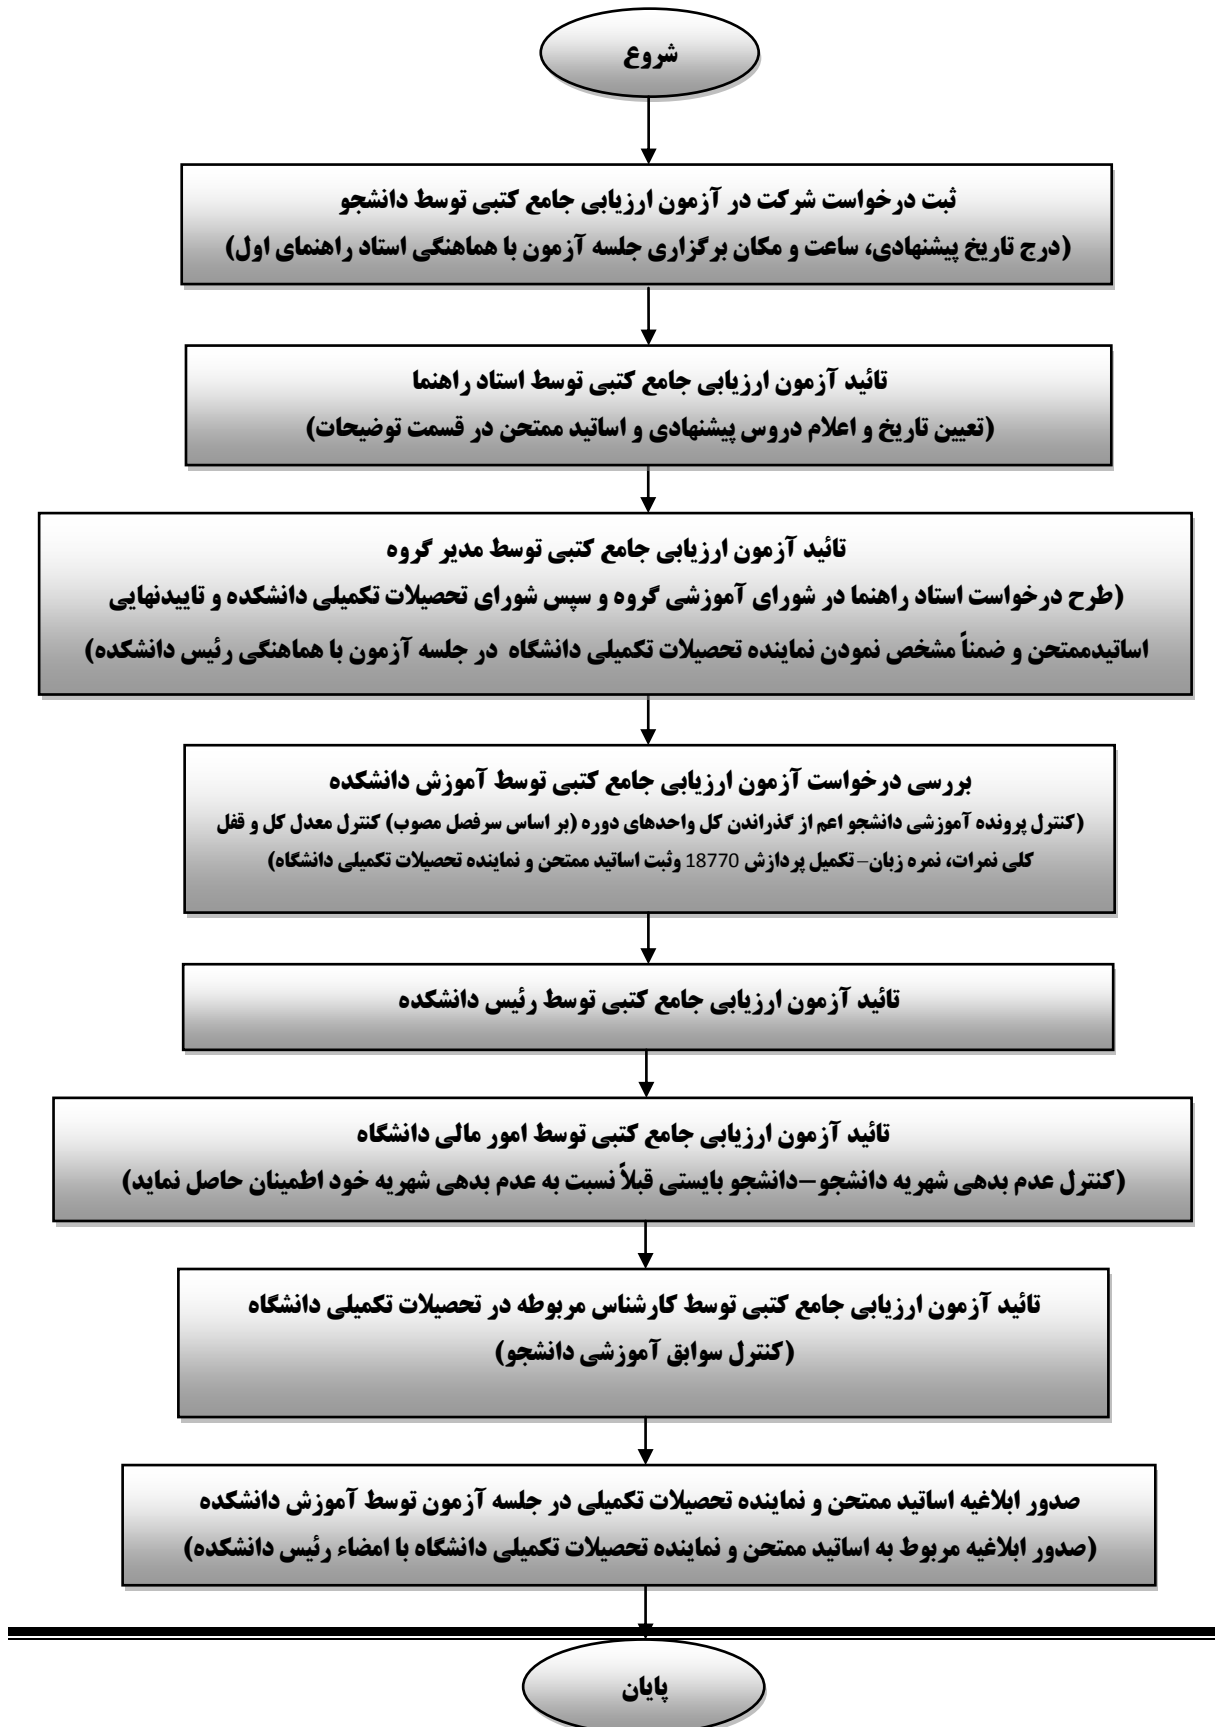 شروع
ثبت درخواست شرکت در آزمون ارزیابی جامع کتبی توسط دانشجو
(درج تاریخ پیشنهادی، ساعت و مکان برگزاری جلسه آزمون با هماهنگی استاد راهنمای اول)
تائید آزمون ارزیابی جامع کتبی توسط استاد راهنما
(تعیین تاریخ و اعلام دروس پیشنهادی و اساتید ممتحن در قسمت توضیحات)
تائید آزمون ارزیابی جامع کتبی توسط مدیر گروه
(طرح درخواست استاد راهنما در شورای آموزشی گروه و سپس شورای تحصیلات تکمیلی دانشکده و تاییدنهایی
اساتیدممتحن و ضمناً مشخص نمودن نماینده تحصیلات تکمیلی دانشگاه در جلسه آزمون با هماهنگی رئیس دانشکده)
بررسی درخواست آزمون ارزیابی جامع کتبی توسط آموزش دانشکده
(کنترل پرونده آموزشی دانشجو اعم از گذراندن کل واحدهای دوره (بر اساس سرفصل مصوب) کنترل معدل کل و قفل
کلی نمرات، نمره زبان– تکمیل پردازش 18770 وثبت اساتید ممتحن و نماینده تحصیلات تکمیلی دانشگاه)
تائید آزمون ارزیابی جامع کتبی توسط رئیس دانشکده
تائید آزمون ارزیابی جامع کتبی توسط امور مالی دانشگاه
(کنترل عدم بدهی شهریه دانشجو–دانشجو بایستی قبلاً نسبت به عدم بدهی شهریه خود اطمینان حاصل نماید)
تائید آزمون ارزیابی جامع کتبی توسط کارشناس مربوطه در تحصیلات تکمیلی دانشگاه
(کنترل سوابق آموزشی دانشجو)
صدور ابلاغیه اساتید ممتحن و نماینده تحصیلات تکمیلی در جلسه آزمون توسط آموزش دانشکده
(صدور ابلاغیه مربوط به اساتید ممتحن و نماینده تحصیلات تکمیلی دانشگاه با امضاء رئیس دانشکده)
پایان